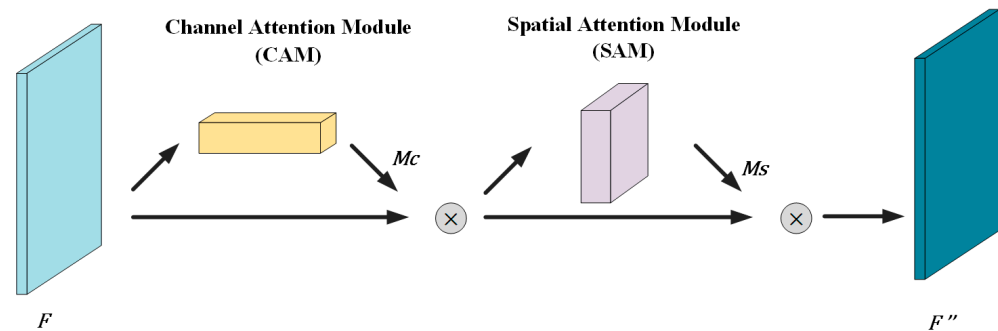 Channel Attention Module
(CAM)
Spatial Attention Module
(SAM)
Mc
Ms
×
×
F
F″